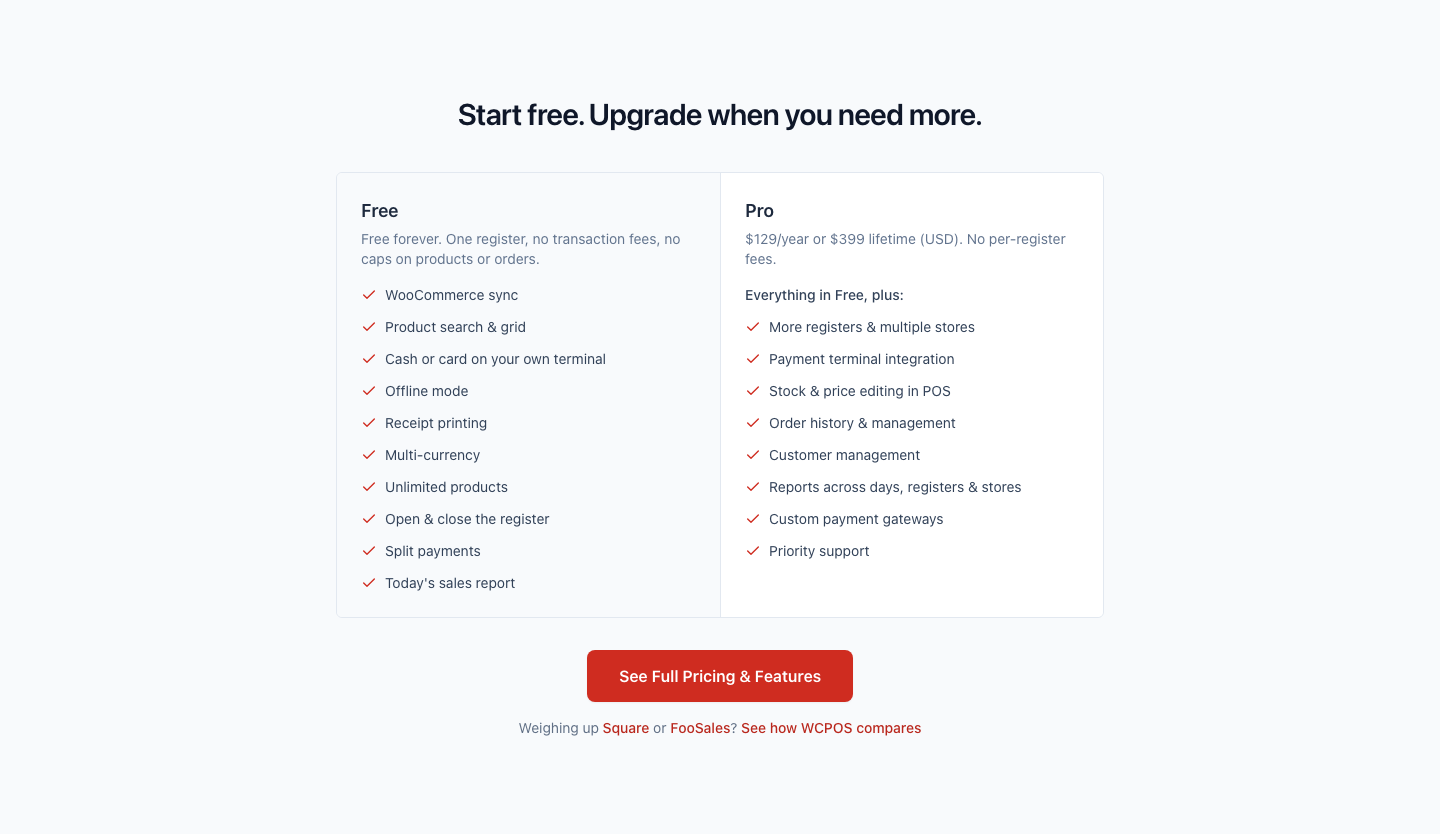 Start free. Upgrade when you need more.
Free
Free forever. One register, no transaction fees, no
caps on products or orders.
WooCommerce sync
Product search & grid
Cash or card on your own terminal
Offline mode
Receipt printing
Multi-currency
Unlimited products
Open & close the register
Split payments
Today's sales report
Pro
$129/year or $399 lifetime (USD). No per-register
fees.
Everything in Free, plus:
More registers & multiple stores
Payment terminal integration
Stock & price editing in POS
Order history & management
Customer management
Reports across days, registers & stores
Custom payment gateways
Priority support
See Full Pricing & Features
Weighing up Square or FooSales? See how WCPOS compares